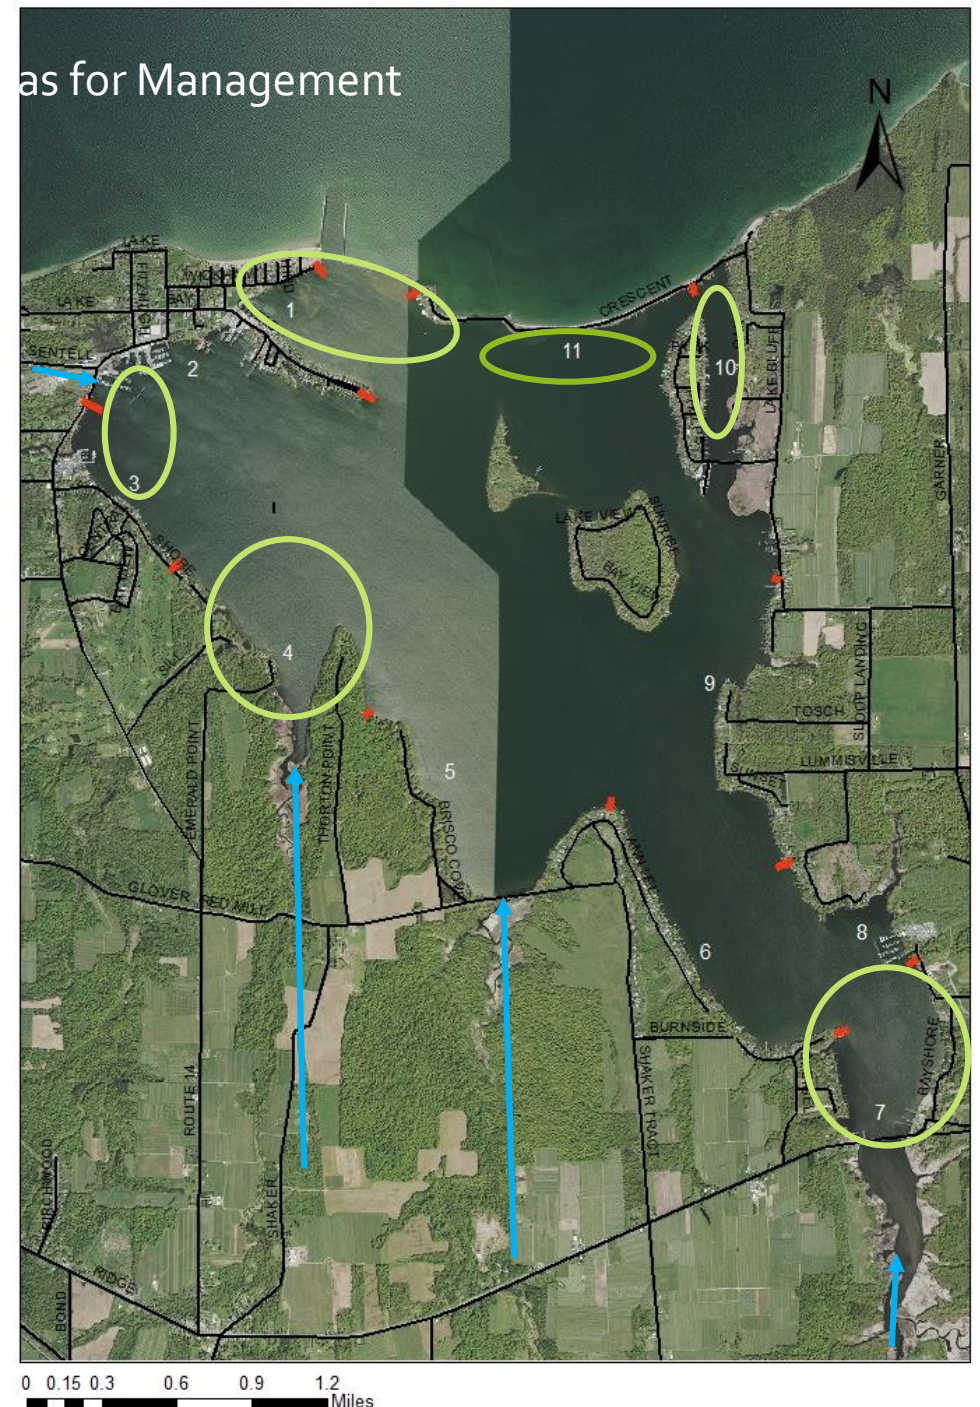 as for Management
N
LAKE
WICKHAM
FITZHUGH
BAY
LAKE
CRESCENT
1
SENTELL
11
2
10
LAKE BLUFF
3
GARNER
I
LAKE VIEW
SUNRISE
SHORE
BAY VIEW
4
SLOOP LANDING
9
TOSCH
EMERALD POINT
THORTON POINT
5
LUMMISVILLE
SUNSET
BRISCO COVE
GLOVER
RED MILL
8
6
BURNSIDE
BAYSHORE
ROUTE 14
SHAKER TRACT
7
BIRCHWOOD
SHAKER
RIDGE
BOND
0 0.15 0.3 0.6 0.9 1.2
Miles